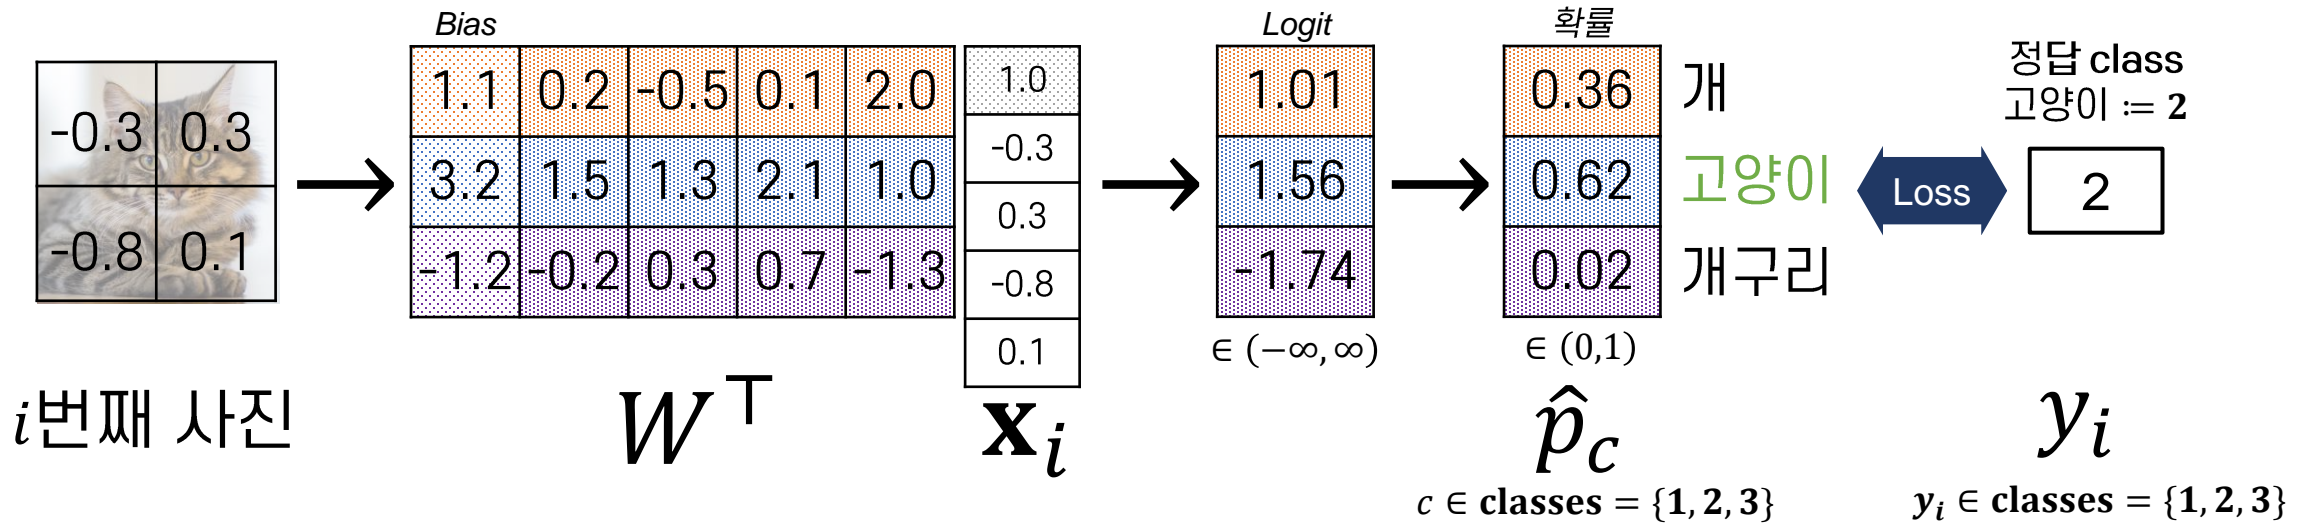 -0.3 0.3
-0.8 0.1
i번째 사진
Bias
1.1 0.2 -0.5 0.1 2.0
3.2 1.5 1.3 2.1 1.0
-1.2 -0.2 0.3 0.7 -1.3
W⊤
1.0
-0.3
0.3
-0.8
0.1
𝐱ᵢ
Logit
1.01
1.56
-1.74
∈ (−∞, ∞)
확률
0.36 개
0.62 고양이
0.02 개구리
∈ (0,1)
p̂_c
c ∈ classes = {1, 2, 3}
Loss
정답 class
고양이 ≔ 2
2
yᵢ
yᵢ ∈ classes = {1, 2, 3}